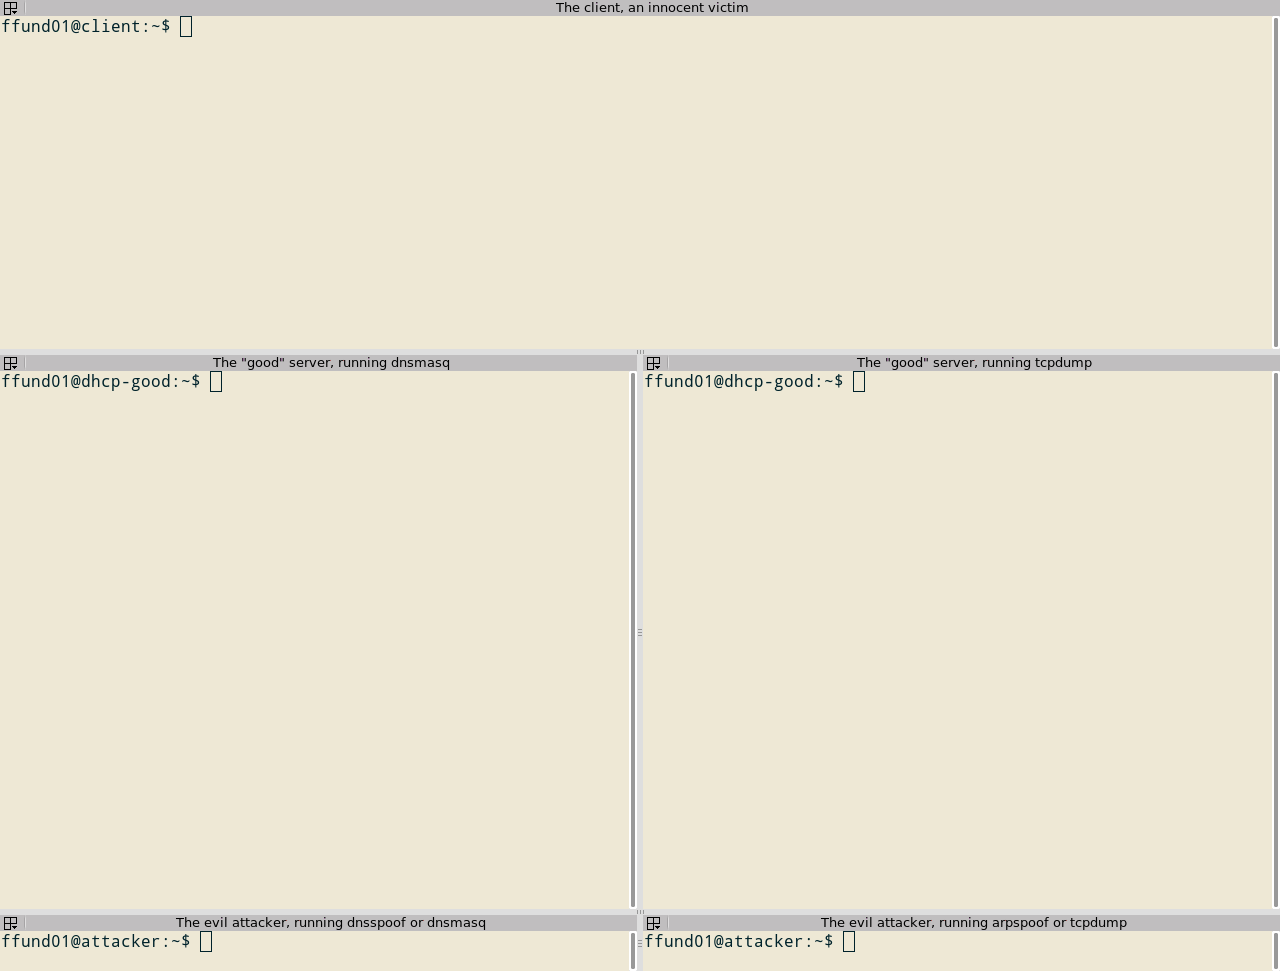 The client, an innocent victim
ffund01@client:~$
The "good" server, running dnsmasq
ffund01@dhcp-good:~$
The "good" server, running tcpdump
ffund01@dhcp-good:~$
The evil attacker, running dnsspoof or dnsmasq
ffund01@attacker:~$
The evil attacker, running arpspoof or tcpdump
ffund01@attacker:~$